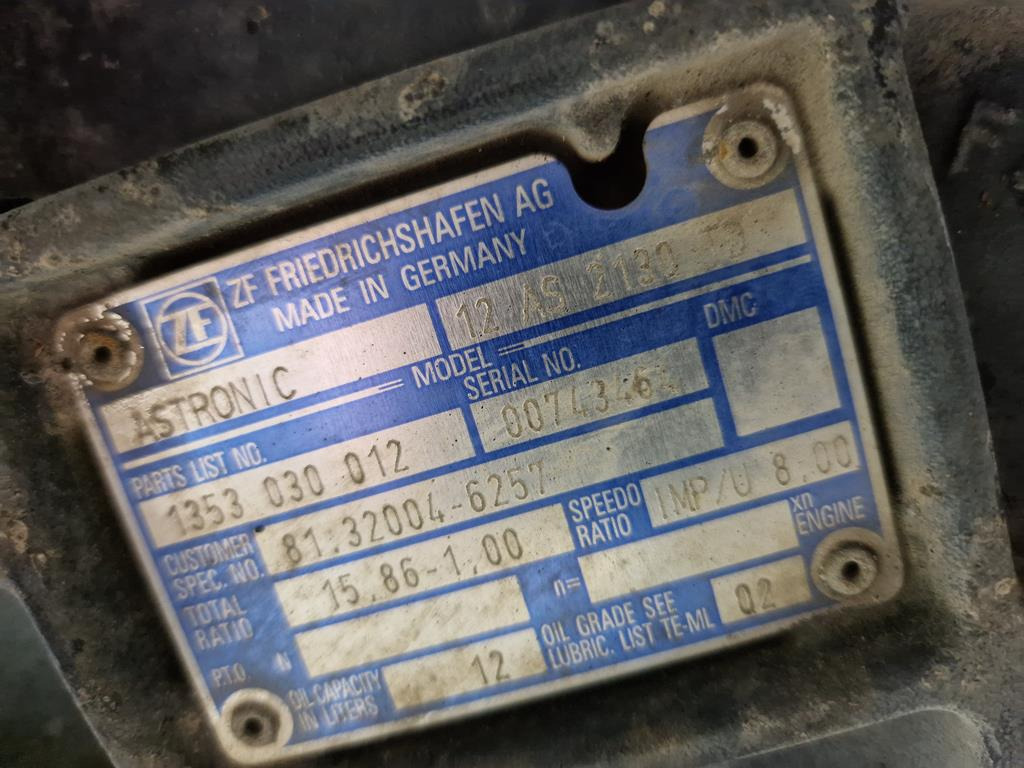 ZF
ZF FRIEDRICHSHAFEN AG
MADE IN GERMANY
ASTRONIC
MODEL
12 AS 2130 TD
PARTS LIST NO.
1353 030 012
SERIAL NO.
0074346
DMC
CUSTOMER
SPEC. NO.
81.32004-6257
TOTAL
RATIO
15.86-1,00
SPEEDO
RATIO
IMP/U 8.00
P.T.O.
N
n=
xn
ENGINE
OIL CAPACITY
IN LITERS
12
OIL GRADE SEE
LUBRIC. LIST TE-ML
02